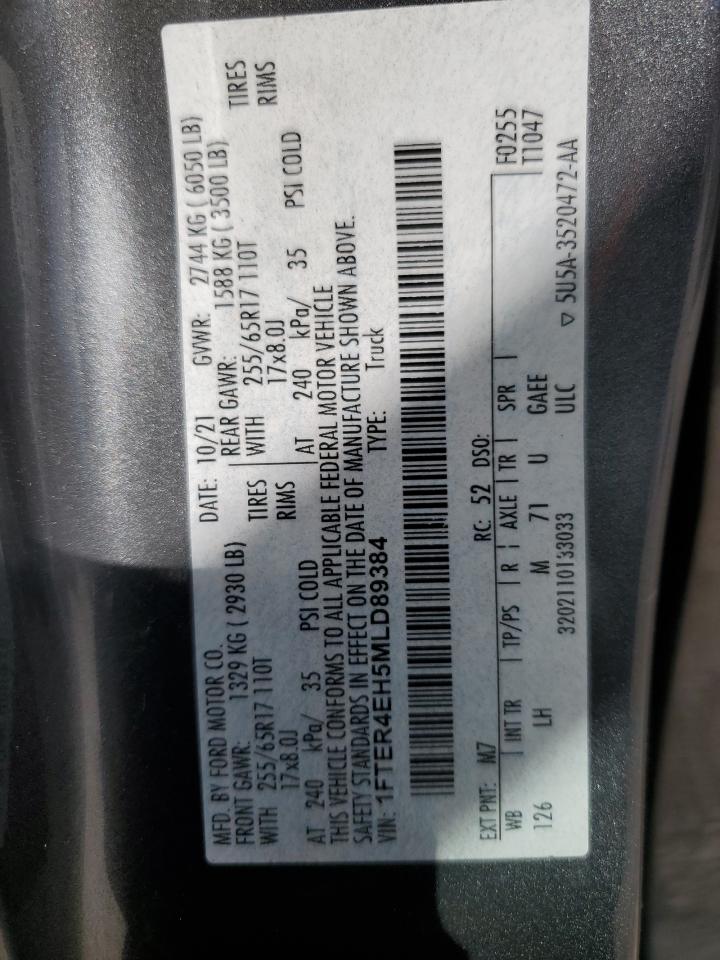 MFD. BY FORD MOTOR CO. DATE: 10/21 GVWR: 2744 KG ( 6050 LB)
FRONT GAWR: 1329 KG ( 2930 LB) REAR GAWR: 1588 KG ( 3500 LB)
WITH 255/65R17 110T TIRES WITH 255/65R17 110T TIRES
17x8.0J RIMS 17x8.0J RIMS
AT 240 kPa/ 35 PSI COLD AT 240 kPa/ 35 PSI COLD
THIS VEHICLE CONFORMS TO ALL APPLICABLE FEDERAL MOTOR VEHICLE
SAFETY STANDARDS IN EFFECT ON THE DATE OF MANUFACTURE SHOWN ABOVE.
VIN: 1FTER4EH5MLD89384 TYPE: Truck
EXT PNT: M7 RC: 52 DSO: F0255
WB | INT TR | TP/PS | R | AXLE | TR | SPR | T1047
126 LH M 71 U GAEE
3202110133033 ULC ▽ 5U5A-3520472-AA